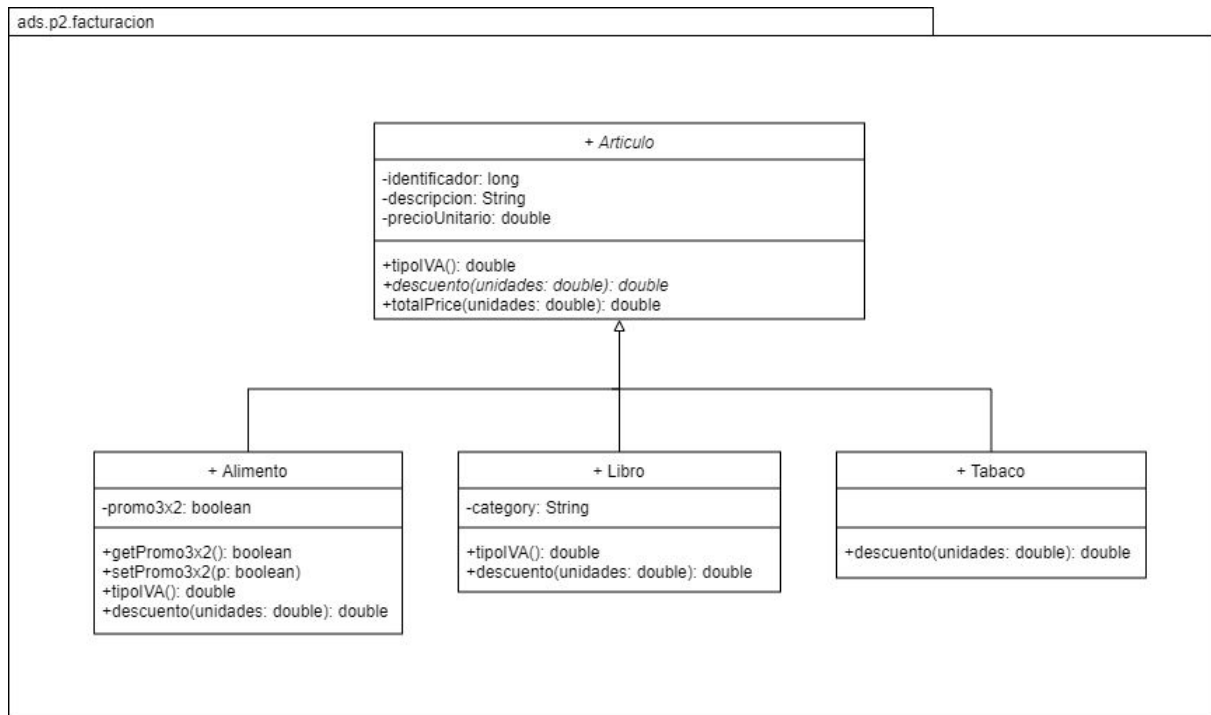 ads.p2.facturacion
+ Articulo
-identificador: long
-descripcion: String
-precioUnitario: double
+tipoIVA(): double
+descuento(unidades: double): double
+totalPrice(unidades: double): double
+ Alimento
-promo3x2: boolean
+getPromo3x2(): boolean
+setPromo3x2(p: boolean)
+tipoIVA(): double
+descuento(unidades: double): double
+ Libro
-category: String
+tipoIVA(): double
+descuento(unidades: double): double
+ Tabaco
+descuento(unidades: double): double